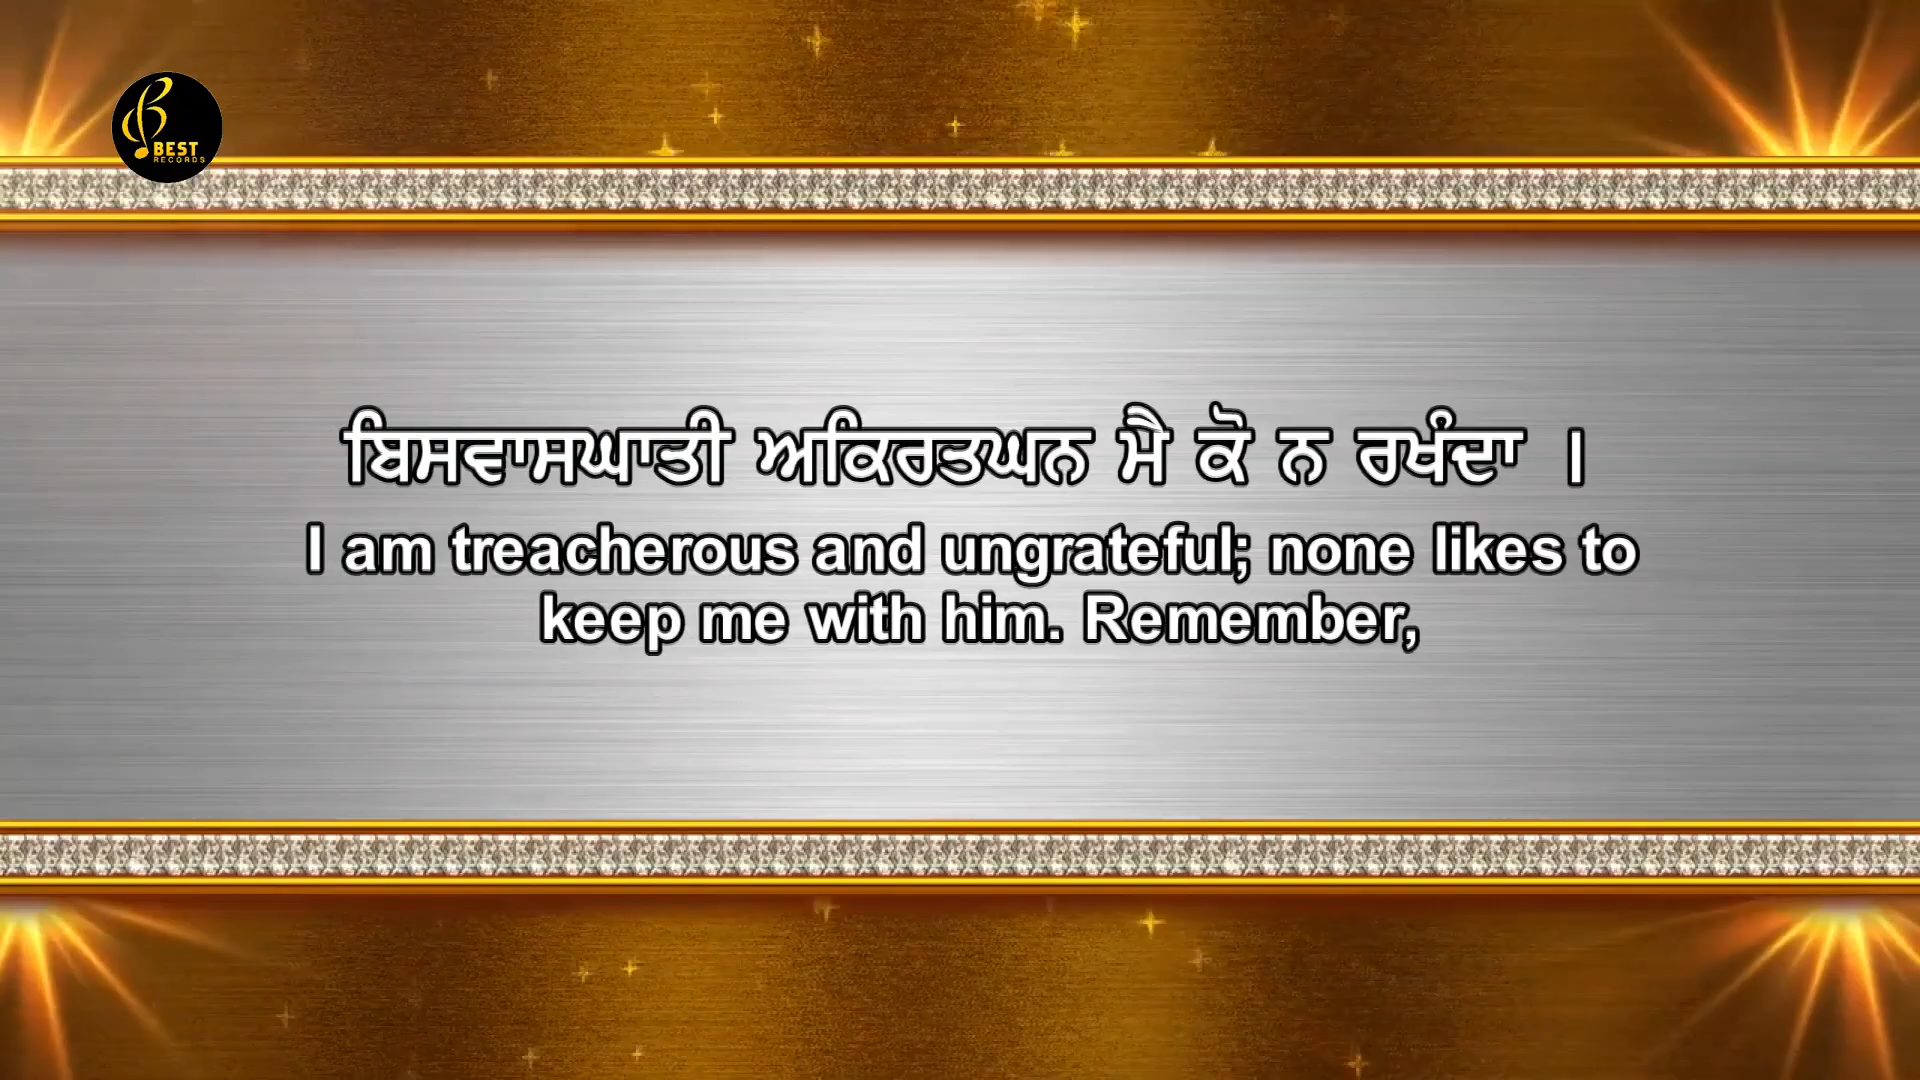 BEST
RECORDS
ਬਿਸਵਾਸਘਾਤੀ ਅਕਿਰਤਘਨ ਮੈ ਕੋ ਨ ਰਖੰਦਾ ।
I am treacherous and ungrateful; none likes to
keep me with him. Remember,